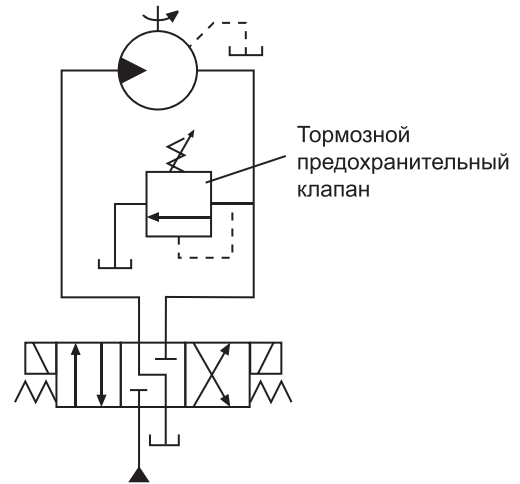 Тормозной
предохранительный
клапан